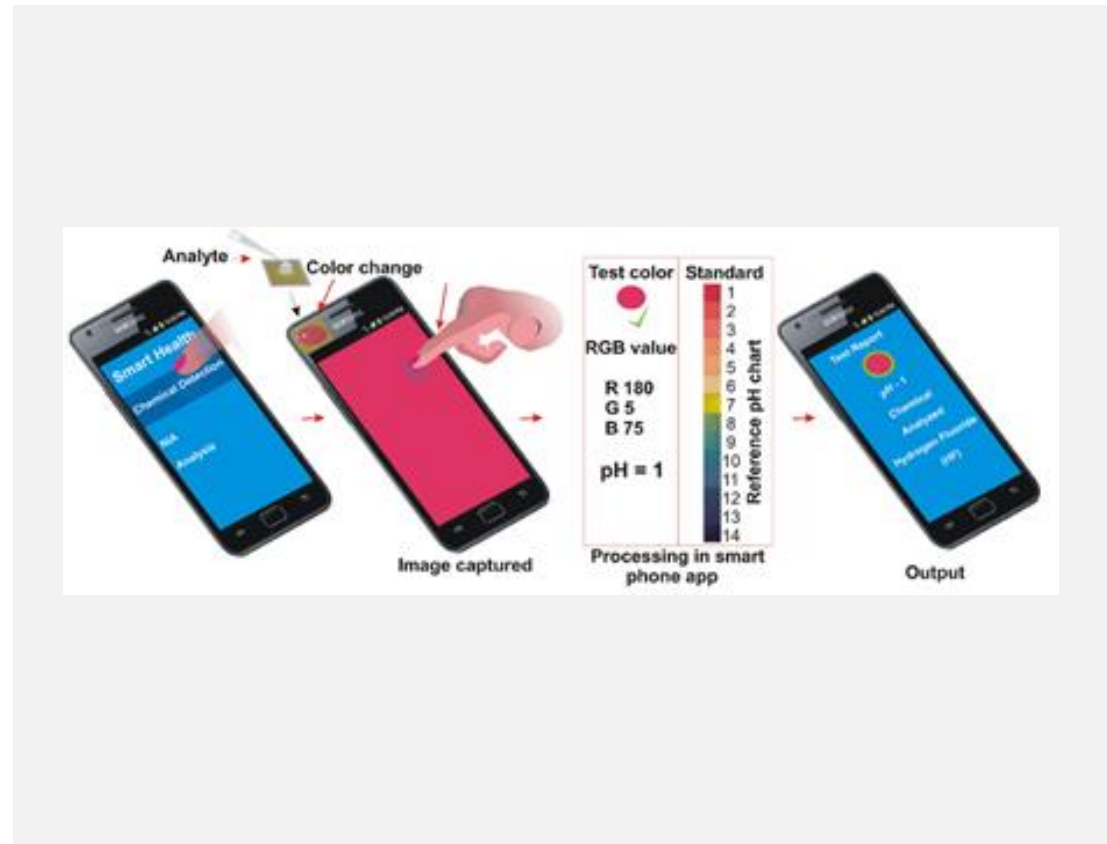 Analyte
Color change
Smart Health
Chemical Detection
Analysis
Image captured
Test color
RGB value
R 180
G 5
B 75
pH = 1
Standard
1
2
3
4
5
6
7
8
9
10
11
12
13
14
Reference pH chart
Processing in smart
phone app
Test Report
pH - 1
Chemical
Analyzed
Hydrogen Fluoride
(HF)
Output